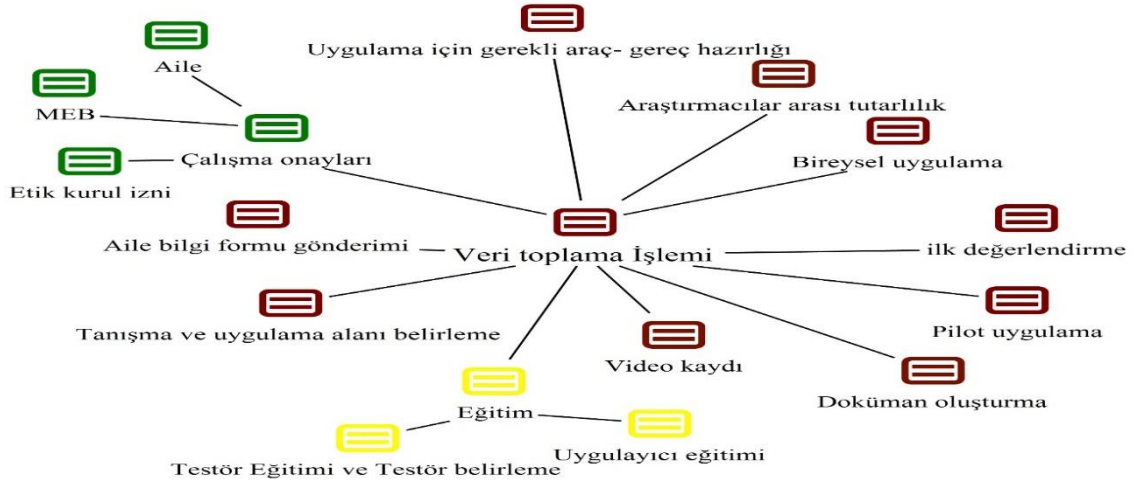 Uygulama için gerekli araç- gereç hazırlığı
Aile
Araştırmacılar arası tutarlılık
MEB
Çalışma onayları
Bireysel uygulama
Etik kurul izni
Aile bilgi formu gönderimi
Veri toplama İşlemi
ilk değerlendirme
Tanışma ve uygulama alanı belirleme
Pilot uygulama
Video kaydı
Doküman oluşturma
Eğitim
Uygulayıcı eğitimi
Testör Eğitimi ve Testör belirleme